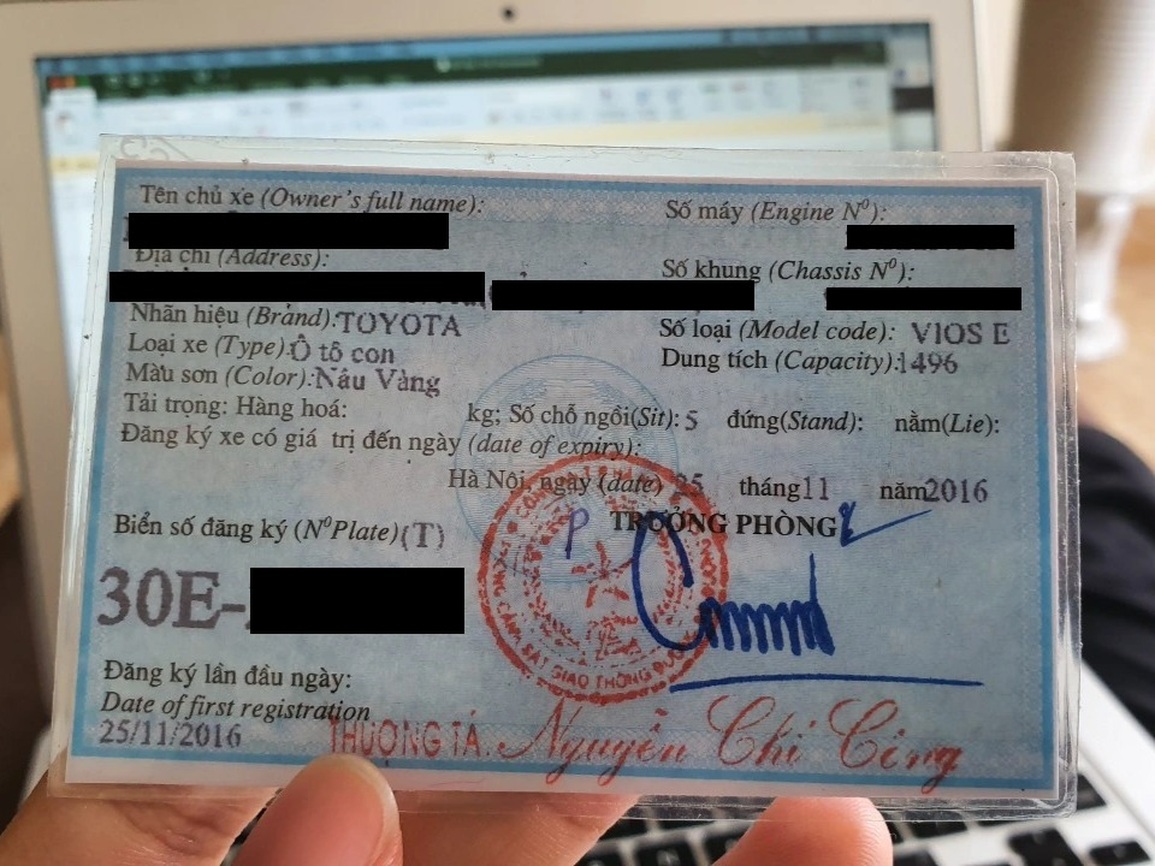 Tên chủ xe (Owner's full name):
Số máy (Engine Nº):
Địa chỉ (Address):
Số khung (Chassis Nº):
Nhãn hiệu (Brand): TOYOTA
Số loại (Model code): VIOS E
Loại xe (Type): Ô tô con
Dung tích (Capacity): 1496
Màu sơn (Color): Nâu Vàng
Tải trọng: Hàng hoá: kg; Số chỗ ngồi(Sit): 5 đứng(Stand): nằm(Lie):
Đăng ký xe có giá trị đến ngày (date of expiry):
Hà Nội, ngày (date) 25 tháng 11 năm 2016
P TRƯỞNG PHÒNG
Biển số đăng ký (NºPlate) (T)
30E-
GIAO THÔNG
Đăng ký lần đầu ngày:
Date of first registration
25/11/2016
THƯỢNG TÁ. Nguyễn Chí Công